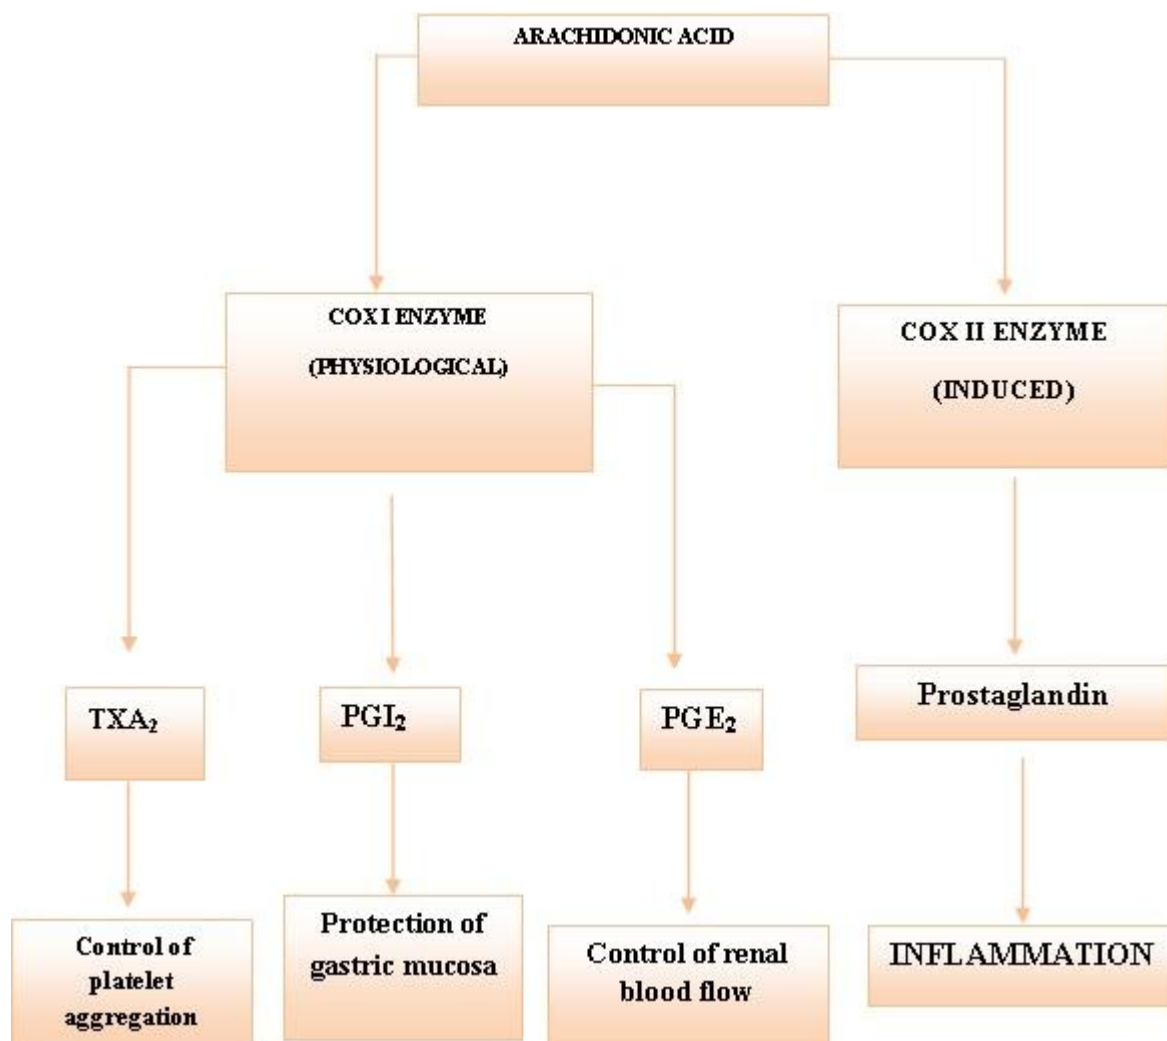 ARACHIDONIC ACID
COX I ENZYME
(PHYSIOLOGICAL)
COX II ENZYME
(INDUCED)
TXA₂
PGI₂
PGE₂
Prostaglandin
Control of
platelet
aggregation
Protection of
gastric mucosa
Control of renal
blood flow
INFLAMMATION